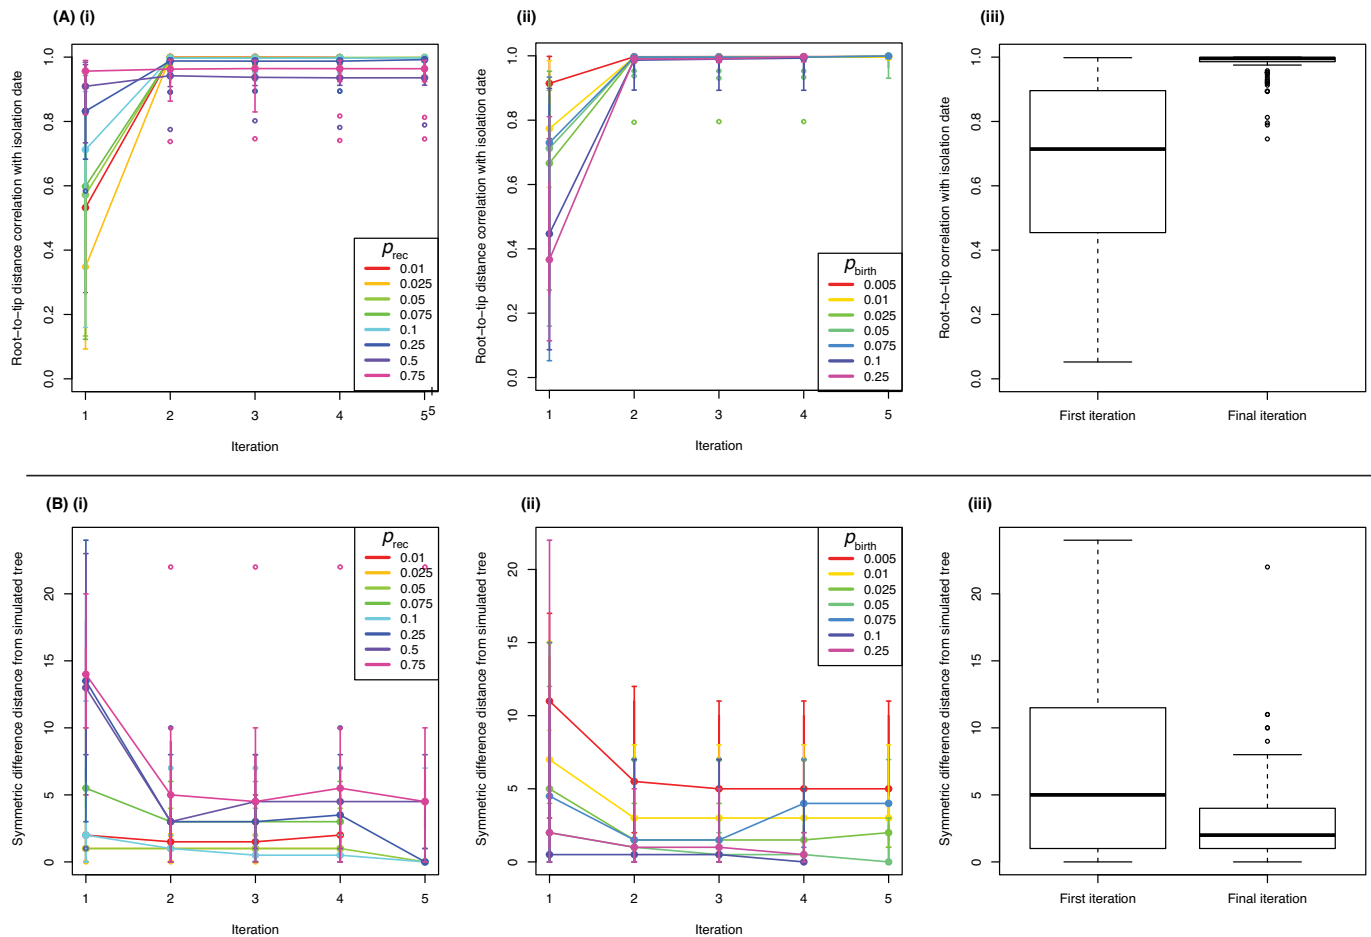 (A) (i)
Root−to−tip distance correlation with isolation date
1.0
0.8
0.6
0.4
0.2
0.0
p rec
0.01
0.025
0.05
0.075
0.1
0.25
0.5
0.75
1 2 3 4 5 5
Iteration
(ii)
Root−to−tip distance correlation with isolation date
1.0
0.8
0.6
0.4
0.2
0.0
p birth
0.005
0.01
0.025
0.05
0.075
0.1
0.25
1 2 3 4 5
Iteration
(iii)
Root−to−tip correlation with isolation date
1.0
0.8
0.6
0.4
0.2
0.0
First iteration Final iteration
(B) (i)
Symmetric difference distance from simulated tree
20
15
10
5
0
p rec
0.01
0.025
0.05
0.075
0.1
0.25
0.5
0.75
1 2 3 4 5
Iteration
(ii)
Symmetric difference distance from simulated tree
20
15
10
5
0
p birth
0.005
0.01
0.025
0.05
0.075
0.1
0.25
1 2 3 4 5
Iteration
(iii)
Symmetric difference distance from simulated tree
20
15
10
5
0
First iteration Final iteration